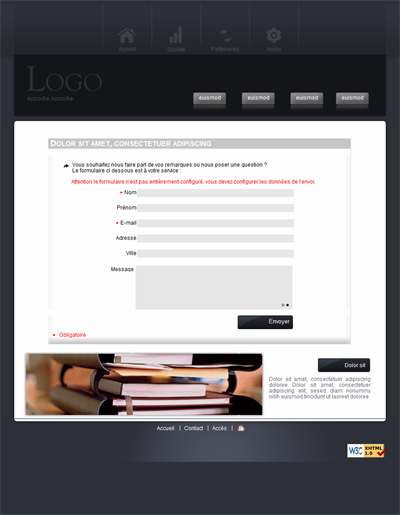 Accueil Société Partenaires Accès
LOGO
Accroche Accroche
euismod euismod euismod euismod
DOLOR SIT AMET, CONSECTETUER ADIPISCING
Vous souhaitez nous faire part de vos remarques ou nous poser une question ?
Le formulaire ci dessous est à votre service :
Attention le formulaire n'est pas entièrement configuré, vous devez configurer les données de l'envoi.
• Nom
Prénom
• E-mail
Adresse
Ville
Message
Envoyer
• Obligatoire
Dolor sit
Dolor sit amet, consectetuer adipiscing
doloree Dolor sit amet, consectetuer
adipiscing elit, sesed diqm nonummy
nibh euismod tincidunt ut laoreet doloree
Accueil | Contact | Accès |
W3C XHTML
1.0